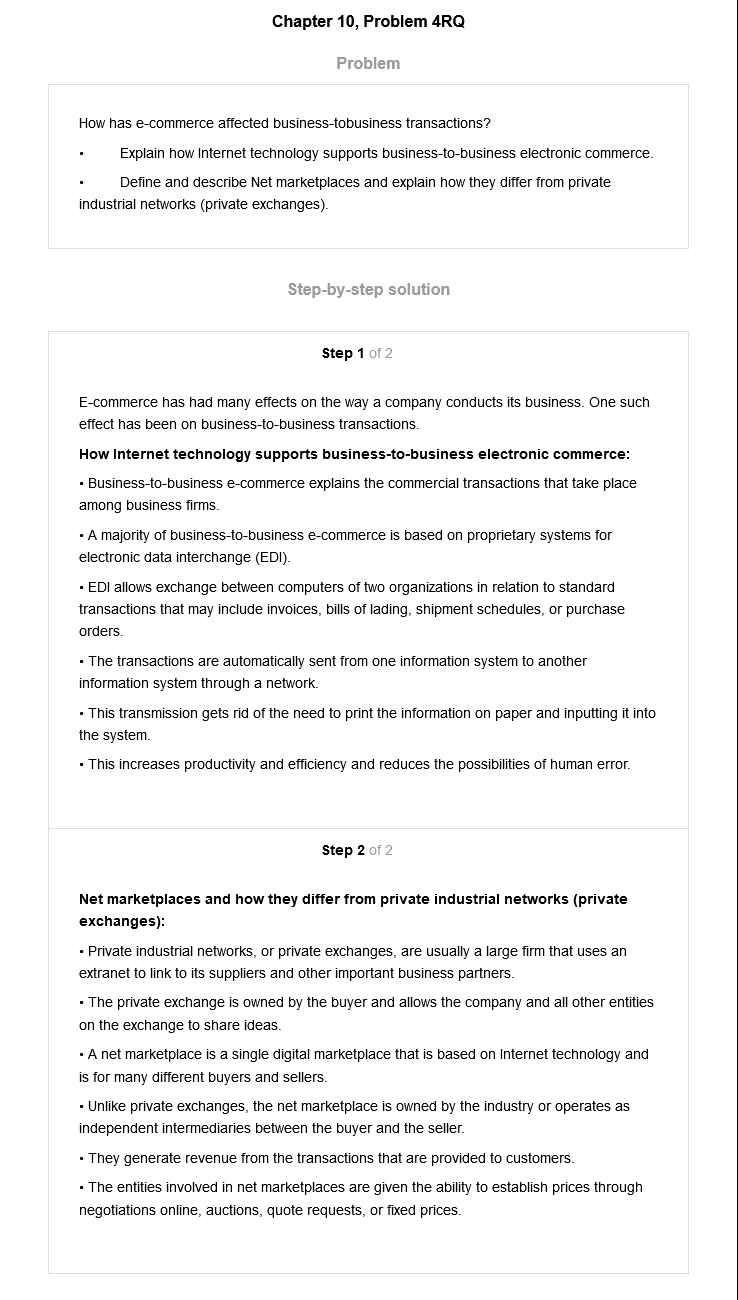 Chapter 10, Problem 4RQ
Problem
How has e-commerce affected business-tobusiness transactions?
• Explain how Internet technology supports business-to-business electronic commerce.
• Define and describe Net marketplaces and explain how they differ from private
industrial networks (private exchanges).
Step-by-step solution
Step 1 of 2
E-commerce has had many effects on the way a company conducts its business. One such
effect has been on business-to-business transactions.
How Internet technology supports business-to-business electronic commerce:
• Business-to-business e-commerce explains the commercial transactions that take place
among business firms.
• A majority of business-to-business e-commerce is based on proprietary systems for
electronic data interchange (EDI).
• EDI allows exchange between computers of two organizations in relation to standard
transactions that may include invoices, bills of lading, shipment schedules, or purchase
orders.
• The transactions are automatically sent from one information system to another
information system through a network.
• This transmission gets rid of the need to print the information on paper and inputting it into
the system.
• This increases productivity and efficiency and reduces the possibilities of human error.
Step 2 of 2
Net marketplaces and how they differ from private industrial networks (private
exchanges):
• Private industrial networks, or private exchanges, are usually a large firm that uses an
extranet to link to its suppliers and other important business partners.
• The private exchange is owned by the buyer and allows the company and all other entities
on the exchange to share ideas.
• A net marketplace is a single digital marketplace that is based on Internet technology and
is for many different buyers and sellers.
• Unlike private exchanges, the net marketplace is owned by the industry or operates as
independent intermediaries between the buyer and the seller.
• They generate revenue from the transactions that are provided to customers.
• The entities involved in net marketplaces are given the ability to establish prices through
negotiations online, auctions, quote requests, or fixed prices.